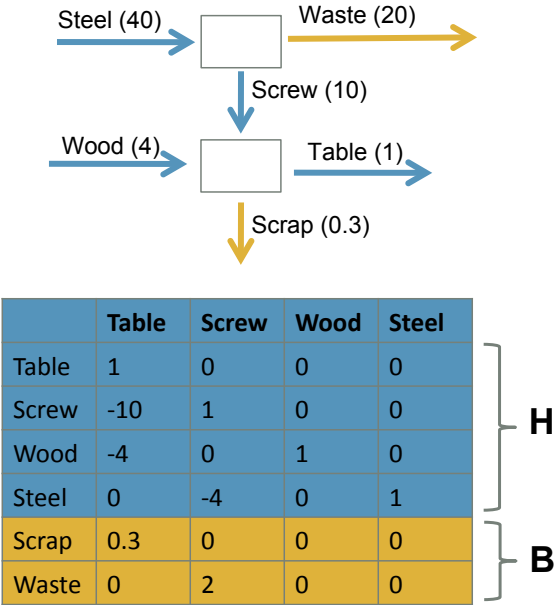 Steel (40)
Waste (20)
Screw (10)
Wood (4)
Table (1)
Scrap (0.3)
Table Screw Wood Steel
Table 1 0 0 0
Screw -10 1 0 0
Wood -4 0 1 0
Steel 0 -4 0 1
Scrap 0.3 0 0 0
Waste 0 2 0 0
H
B